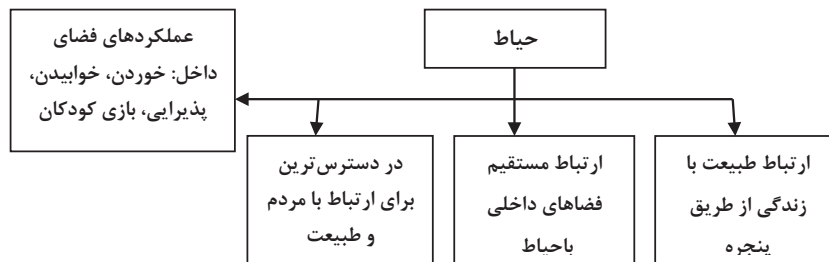 حیاط
عملکردهای فضای
داخل: خوردن، خوابیدن،
پذیرایی، بازی کودکان
ارتباط طبیعت با
زندگی از طریق
پنجره
ارتباط مستقیم
فضاهای داخلی
باحیاط
در دسترس‌ترین
برای ارتباط با مردم
و طبیعت